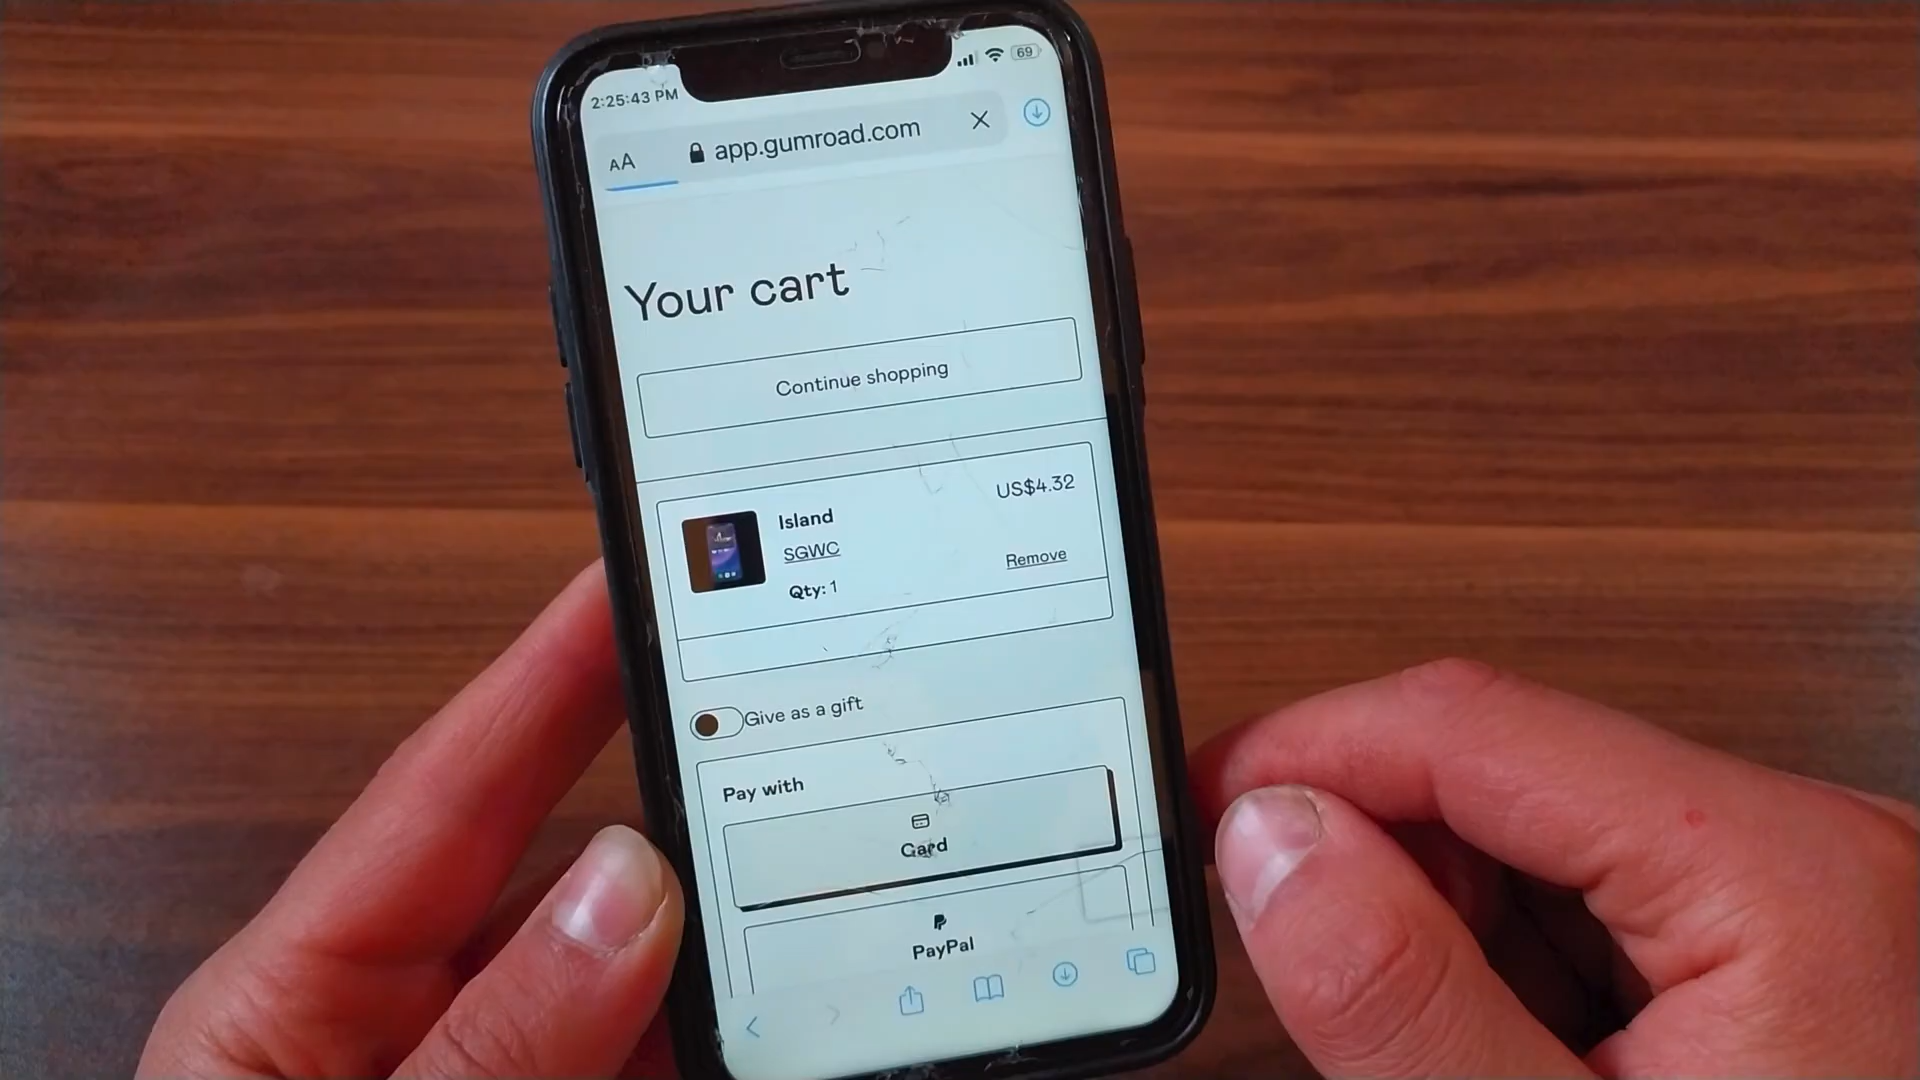 2:25:43 PM
69
AA app.gumroad.com
Your cart
Continue shopping
Island
US$4.32
SGWC
Remove
Qty: 1
Give as a gift
Pay with
Card
PayPal